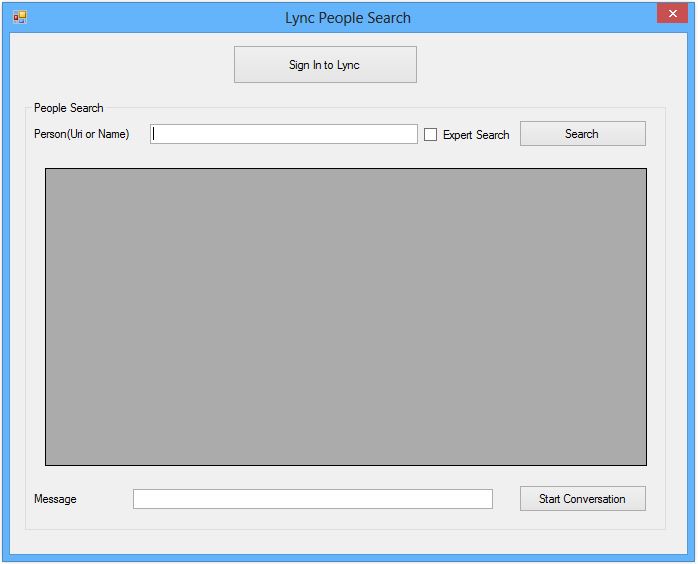 Lync People Search
Sign In to Lync
People Search
Person(Uri or Name)
Expert Search
Search
Message
Start Conversation